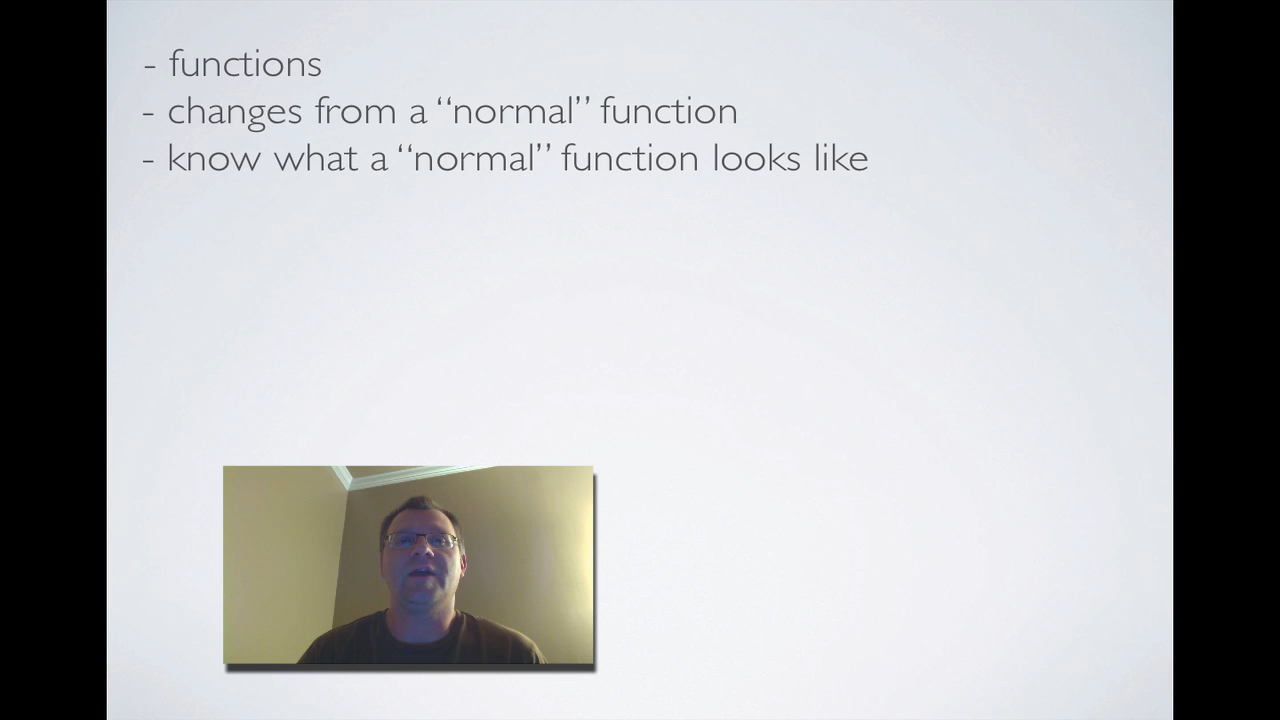 - functions
- changes from a “normal” function
- know what a “normal” function looks like